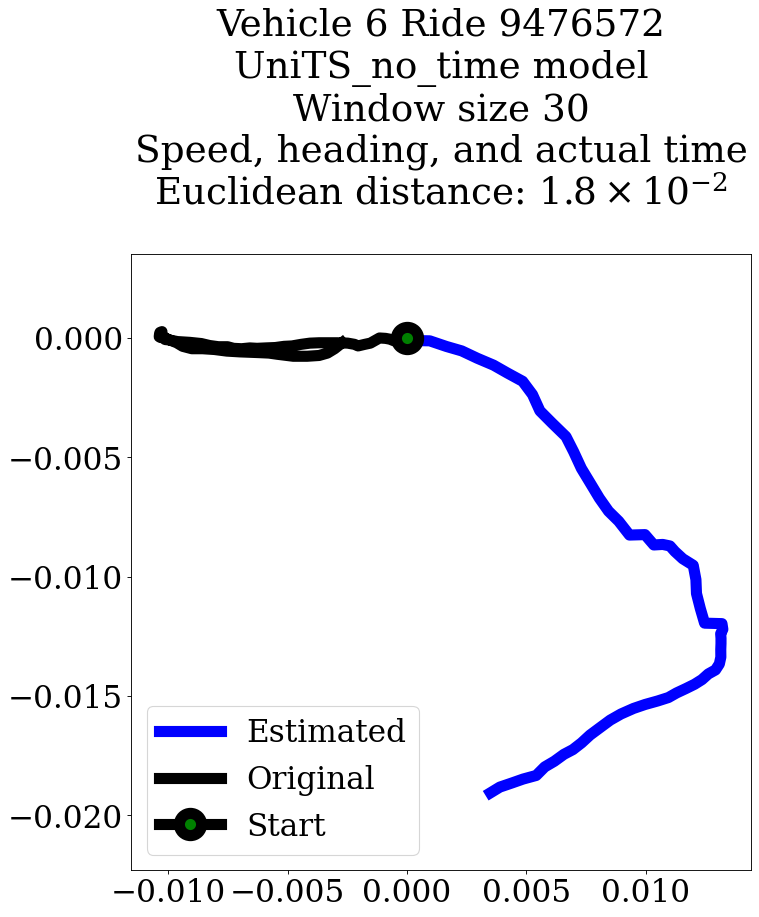 Vehicle 6 Ride 9476572
UniTS_no_time model
Window size 30
Speed, heading, and actual time
Euclidean distance: 1.8 × 10⁻²
0.000
−0.005
−0.010
−0.015
−0.020
Estimated
Original
Start
−0.010 −0.005 0.000 0.005 0.010